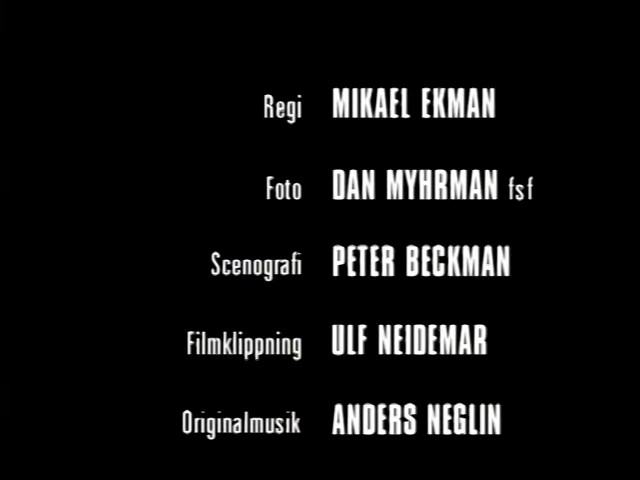 Regi MIKAEL EKMAN
Foto DAN MYHRMAN fsf
Scenografi PETER BECKMAN
Filmklippning ULF NEIDEMAR
Originalmusik ANDERS NEGLIN